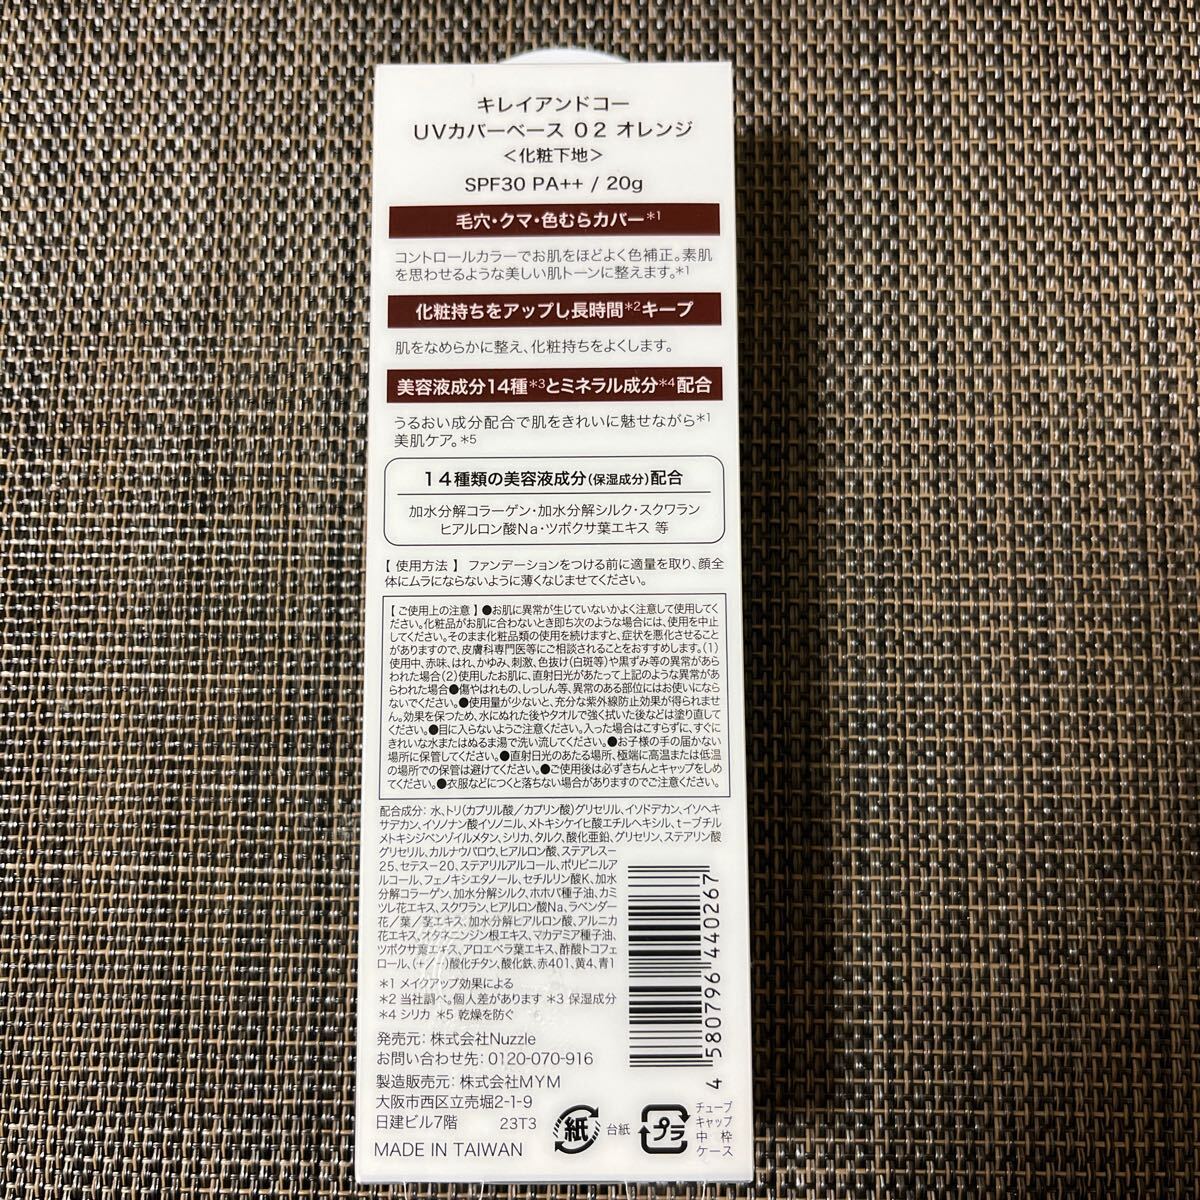 キレイアンドコー
UVカバーベース 02 オレンジ
＜化粧下地＞
SPF30 PA++ / 20g
毛穴・クマ・色むらカバー*1
コントロールカラーでお肌をほどよく色補正。素肌
を思わせるような美しい肌トーンに整えます。*1
化粧持ちをアップし長時間*2キープ
肌をなめらかに整え、化粧持ちをよくします。
美容液成分14種*3とミネラル成分*4配合
うるおい成分配合で肌をきれいに魅せながら*1
美肌ケア。*5
14種類の美容液成分(保湿成分)配合
加水分解コラーゲン・加水分解シルク・スクワラン
ヒアルロン酸Na・ツボクサ葉エキス 等
【 使用方法 】 ファンデーションをつける前に適量を取り、顔全
体にムラにならないように薄くなじませてください。
【 ご使用上の注意 】●お肌に異常が生じていないかよく注意して使用してく
ださい。化粧品がお肌に合わないとき即ち次のような場合には、使用を中止
してください。そのまま化粧品類の使用を続けますと、症状を悪化させること
がありますので、皮膚科専門医等にご相談されることをおすすめします。(1)
使用中、赤味、はれ、かゆみ、刺激、色抜け(白斑等)や黒ずみ等の異常があら
われた場合(2)使用したお肌に、直射日光があたって上記のような異常があ
らわれた場合●傷やはれもの、しっしん等、異常のある部位にはお使いになら
ないでください。●使用量が少ないと、充分な紫外線防止効果が得られませ
ん。効果を保つため、水にぬれた後やタオルで強く拭いた後などは塗り直して
ください。●目に入らないようご注意ください。入った場合はこすらずに、すぐに
きれいな水またはぬるま湯で洗い流してください。●お子様の手の届かない
場所に保管してください。●直射日光のあたる場所、極端に高温または低温
の場所での保管は避けてください。●ご使用後は必ずきちんとキャップをしめ
てください。●衣服などにつくと落ちない場合がありますのでご注意ください。
配合成分: 水、トリ(カプリル酸／カプリン酸)グリセリル、イソドデカン、イソヘキ
サデカン、イソノナン酸イソノニル、メトキシケイヒ酸エチルヘキシル、t-ブチル
メトキシジベンゾイルメタン、シリカ、タルク、酸化亜鉛、グリセリン、ステアリン酸
グリセリル、カルナウバロウ、ヒアルロン酸、ステアレス-
25、セテス-20、ステアリルアルコール、ポリビニルア
ルコール、フェノキシエタノール、セチルリン酸K、加水
分解コラーゲン、加水分解シルク、ホホバ種子油、カミ
ツレ花エキス、スクワラン、ヒアルロン酸Na、ラベンダー
花／葉／茎エキス、加水分解ヒアルロン酸、アルニカ
花エキス、オタネニンジン根エキス、マカデミア種子油、
ツボクサ葉エキス、アロエベラ葉エキス、酢酸トコフェ
ロール、(+/-)酸化チタン、酸化鉄、赤401、黄4、青1
*1 メイクアップ効果による
*2 当社調べ。個人差があります *3 保湿成分
*4 シリカ *5 乾燥を防ぐ
発売元: 株式会社Nuzzle
お問い合わせ先: 0120-070-916
製造販売元: 株式会社MYM
大阪市西区立売堀2-1-9
日建ビル7階 23T3
MADE IN TAIWAN
4 580796 440267
紙
台紙
プラ
チューブ
キャップ
中 枠
ケース